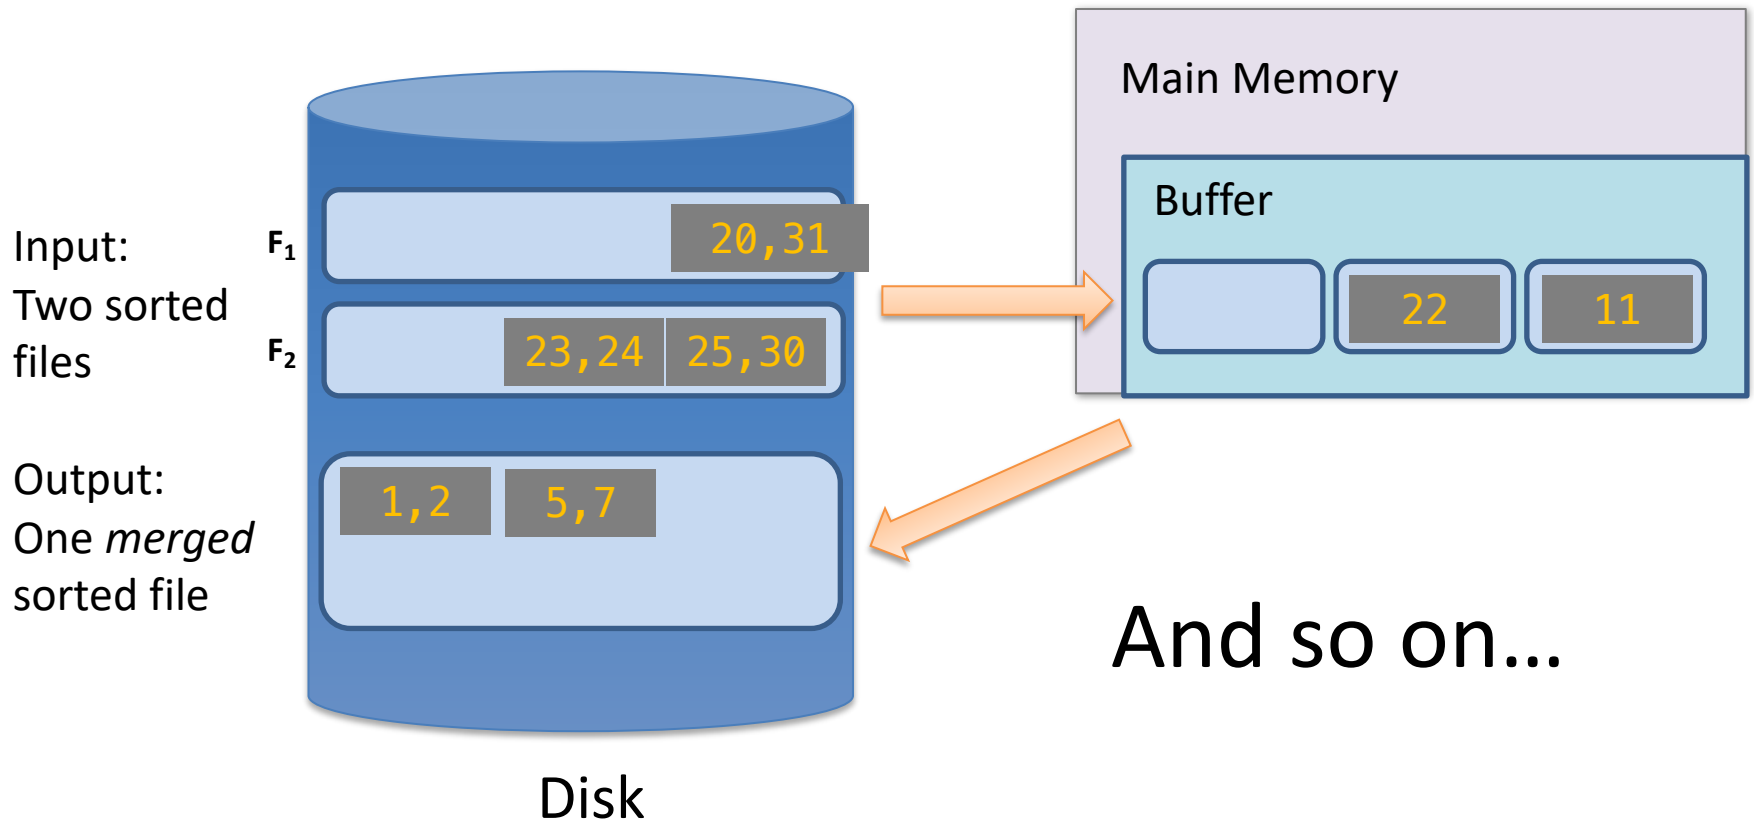 Main Memory
Buffer
Input:
Two sorted
files
F1
20,31
F2
23,24 25,30
22 11
Output:
One merged
sorted file
1,2 5,7
And so on...
Disk